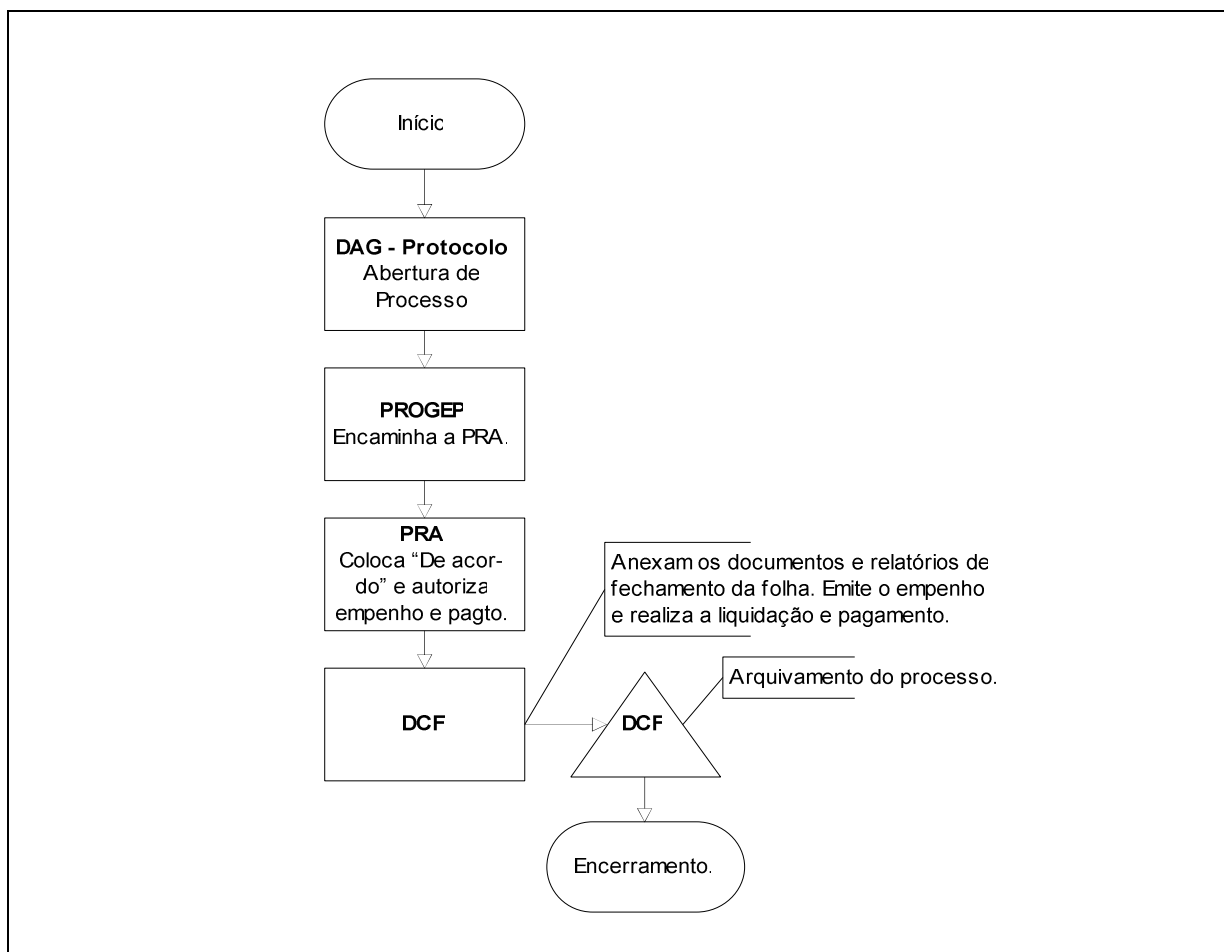 Início
DAG - Protocolo
Abertura de
Processo
PROGEP
Encaminha a PRA.
PRA
Coloca “De acor-
do” e autoriza
empenho e pagto.
Anexam os documentos e relatórios de
fechamento da folha. Emite o empenho
e realiza a liquidação e pagamento.
DCF
DCF
Arquivamento do processo.
Encerramento.